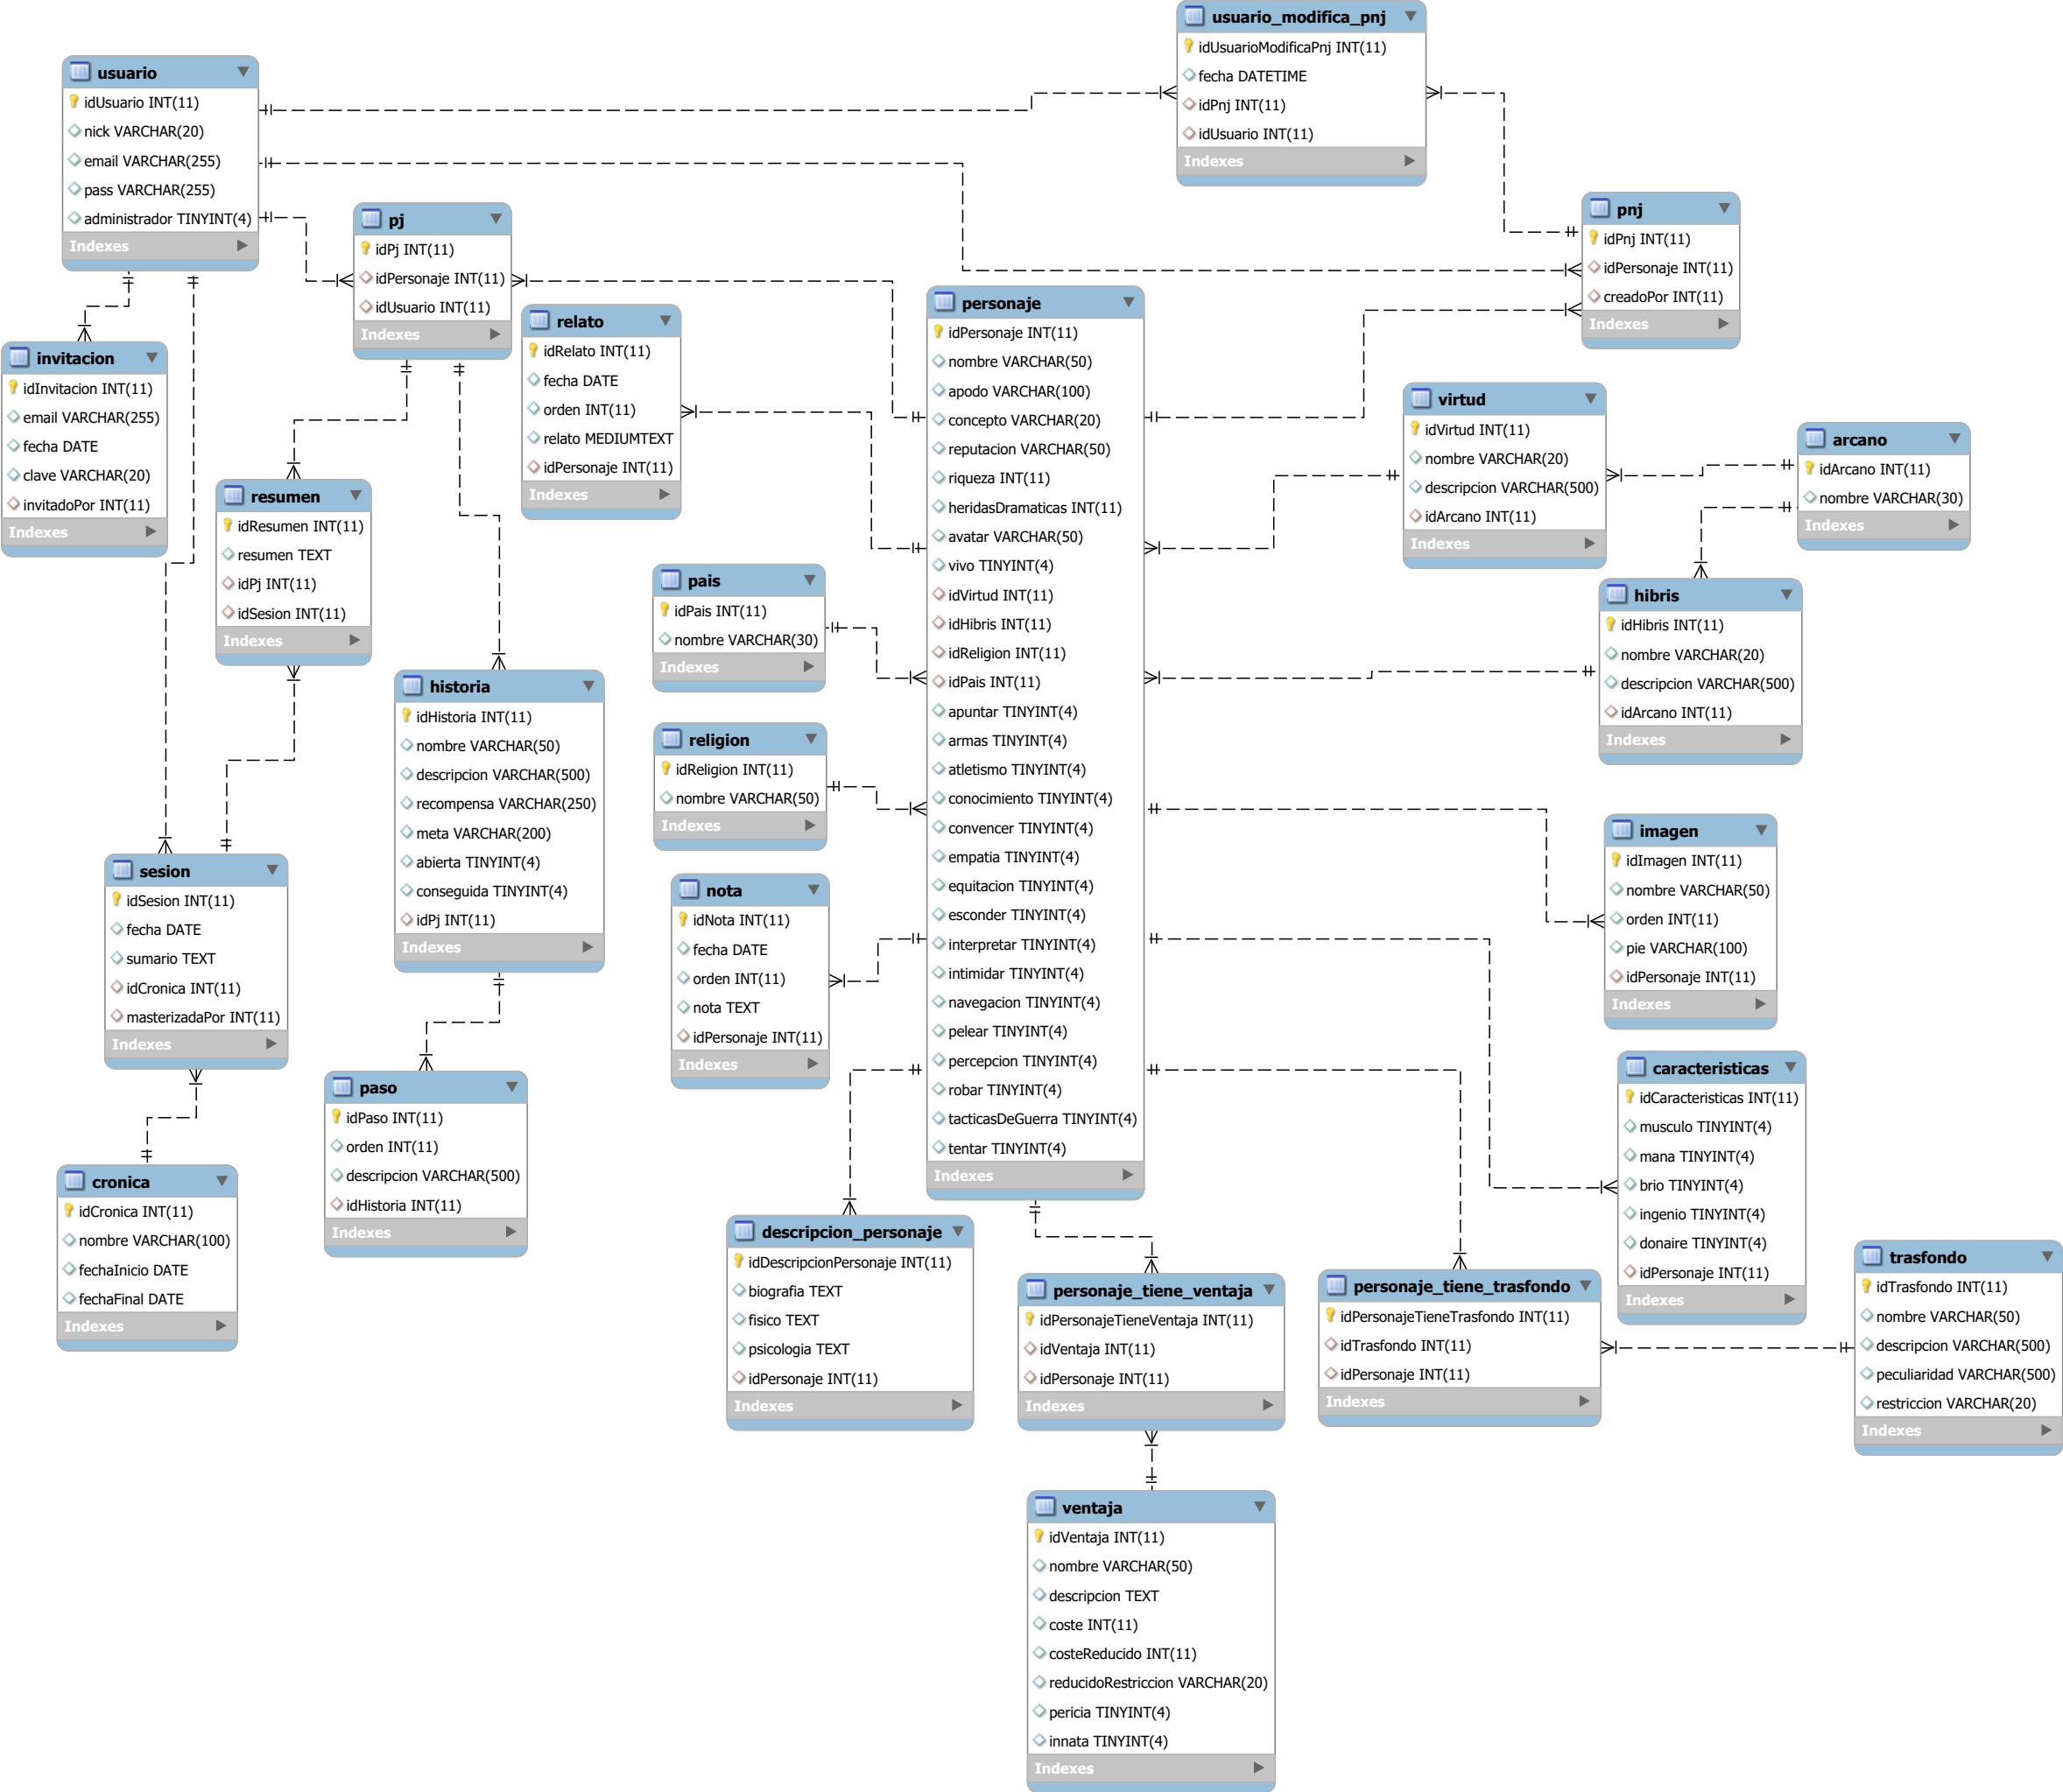 usuario_modifica_pnj
idUsuarioModificaPnj INT(11)
fecha DATETIME
idPnj INT(11)
idUsuario INT(11)
Indexes
usuario
idUsuario INT(11)
nick VARCHAR(20)
email VARCHAR(255)
pass VARCHAR(255)
administrador TINYINT(4)
Indexes
pj
idPj INT(11)
idPersonaje INT(11)
idUsuario INT(11)
Indexes
pnj
idPnj INT(11)
idPersonaje INT(11)
creadoPor INT(11)
Indexes
invitacion
idInvitacion INT(11)
email VARCHAR(255)
fecha DATE
clave VARCHAR(20)
invitadoPor INT(11)
Indexes
relato
idRelato INT(11)
fecha DATE
orden INT(11)
relato MEDIUMTEXT
idPersonaje INT(11)
Indexes
personaje
idPersonaje INT(11)
nombre VARCHAR(50)
apodo VARCHAR(100)
concepto VARCHAR(20)
reputacion VARCHAR(50)
riqueza INT(11)
heridasDramaticas INT(11)
avatar VARCHAR(50)
vivo TINYINT(4)
idVirtud INT(11)
idHibris INT(11)
idReligion INT(11)
idPais INT(11)
apuntar TINYINT(4)
armas TINYINT(4)
atletismo TINYINT(4)
conocimiento TINYINT(4)
convencer TINYINT(4)
empatia TINYINT(4)
equitacion TINYINT(4)
esconder TINYINT(4)
interpretar TINYINT(4)
intimidar TINYINT(4)
navegacion TINYINT(4)
pelear TINYINT(4)
percepcion TINYINT(4)
robar TINYINT(4)
tacticasDeGuerra TINYINT(4)
tentar TINYINT(4)
Indexes
virtud
idVirtud INT(11)
nombre VARCHAR(20)
descripcion VARCHAR(500)
idArcano INT(11)
Indexes
arcano
idArcano INT(11)
nombre VARCHAR(30)
Indexes
resumen
idResumen INT(11)
resumen TEXT
idPj INT(11)
idSesion INT(11)
Indexes
pais
idPais INT(11)
nombre VARCHAR(30)
Indexes
hibris
idHibris INT(11)
nombre VARCHAR(20)
descripcion VARCHAR(500)
idArcano INT(11)
Indexes
historia
idHistoria INT(11)
nombre VARCHAR(50)
descripcion VARCHAR(500)
recompensa VARCHAR(250)
meta VARCHAR(200)
abierta TINYINT(4)
conseguida TINYINT(4)
idPj INT(11)
Indexes
religion
idReligion INT(11)
nombre VARCHAR(50)
Indexes
imagen
idImagen INT(11)
nombre VARCHAR(50)
orden INT(11)
pie VARCHAR(100)
idPersonaje INT(11)
Indexes
sesion
idSesion INT(11)
fecha DATE
sumario TEXT
idCronica INT(11)
masterizadaPor INT(11)
Indexes
nota
idNota INT(11)
fecha DATE
orden INT(11)
nota TEXT
idPersonaje INT(11)
Indexes
caracteristicas
idCaracteristicas INT(11)
musculo TINYINT(4)
mana TINYINT(4)
brio TINYINT(4)
ingenio TINYINT(4)
donaire TINYINT(4)
idPersonaje INT(11)
Indexes
paso
idPaso INT(11)
orden INT(11)
descripcion VARCHAR(500)
idHistoria INT(11)
Indexes
cronica
idCronica INT(11)
nombre VARCHAR(100)
fechaInicio DATE
fechaFinal DATE
Indexes
descripcion_personaje
idDescripcionPersonaje INT(11)
biografia TEXT
fisico TEXT
psicologia TEXT
idPersonaje INT(11)
Indexes
personaje_tiene_ventaja
idPersonajeTieneVentaja INT(11)
idVentaja INT(11)
idPersonaje INT(11)
Indexes
personaje_tiene_trasfondo
idPersonajeTieneTrasfondo INT(11)
idTrasfondo INT(11)
idPersonaje INT(11)
Indexes
trasfondo
idTrasfondo INT(11)
nombre VARCHAR(50)
descripcion VARCHAR(500)
peculiaridad VARCHAR(500)
restriccion VARCHAR(20)
Indexes
ventaja
idVentaja INT(11)
nombre VARCHAR(50)
descripcion TEXT
coste INT(11)
costeReducido INT(11)
reducidoRestriccion VARCHAR(20)
pericia TINYINT(4)
innata TINYINT(4)
Indexes